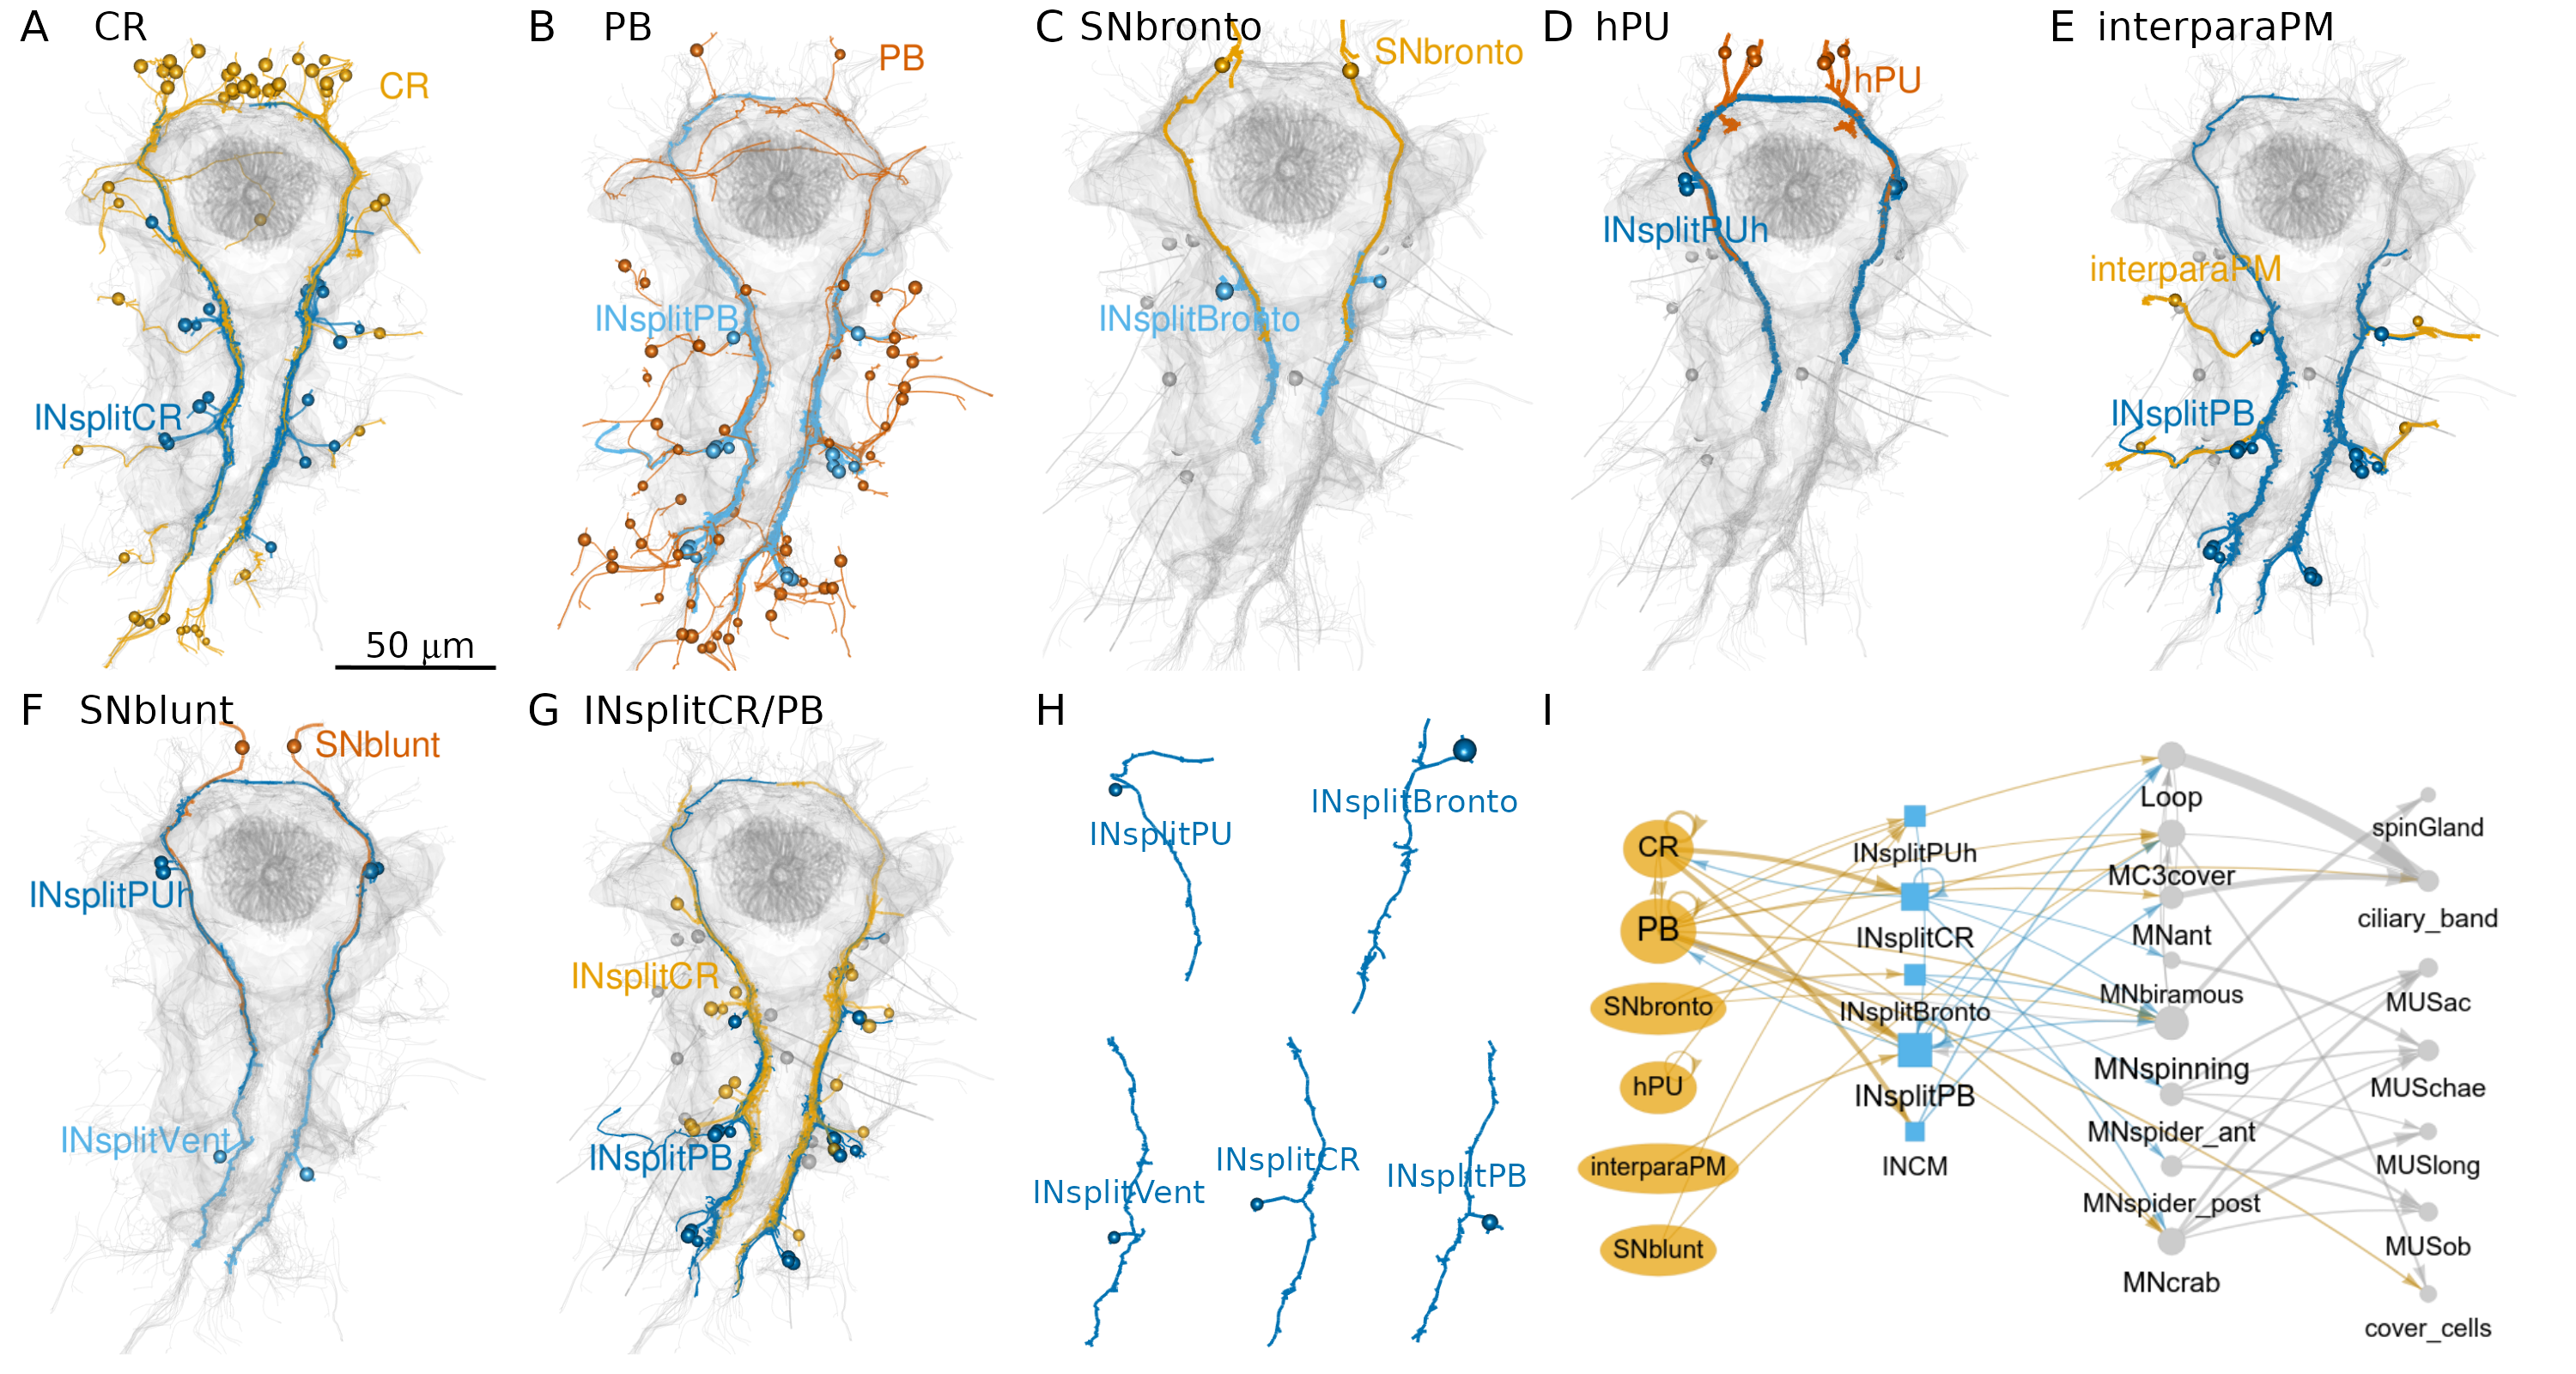 A CR
CR
INsplitCR
50 μm
B PB
PB
INsplitPB
C SNbronto
SNbronto
INsplitBronto
D hPU
hPU
INsplitPUh
E interparaPM
interparaPM
INsplitPB
F SNblunt
SNblunt
INsplitPUh
INsplitVent
G INsplitCR/PB
INsplitCR
INsplitPB
H
INsplitPU
INsplitBronto
INsplitVent
INsplitCR
INsplitPB
I
CR
PB
SNbronto
hPU
interparaPM
SNblunt
INsplitPUh
INsplitCR
INsplitBronto
INsplitPB
INCM
Loop
MC3cover
MNant
MNbiramous
MNspinning
MNspider_ant
MNspider_post
MNcrab
spinGland
ciliary_band
MUSac
MUSchae
MUSlong
MUSob
cover_cells